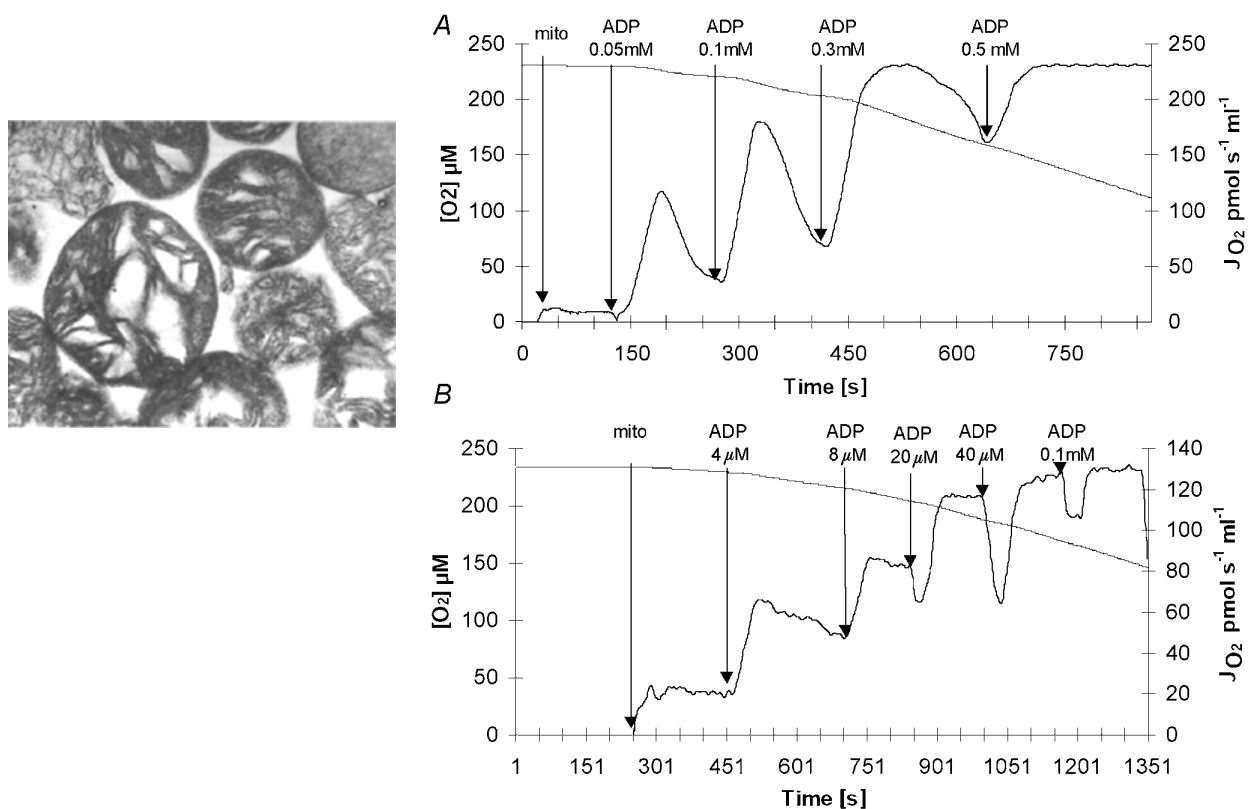 A
mito
ADP
0.05mM
ADP
0.1mM
ADP
0.3mM
ADP
0.5 mM
250
200
150
100
50
0
[O2] µM
250
200
150
100
50
0
J O2 pmol s-1 ml-1
0 150 300 450 600 750
Time [s]
B
mito
ADP
4 µM
ADP
8 µM
ADP
20 µM
ADP
40 µM
ADP
0.1mM
250
200
150
100
50
0
[O2] µM
140
120
100
80
60
40
20
0
J O2 pmol s-1 ml-1
1 151 301 451 601 751 901 1051 1201 1351
Time [s]